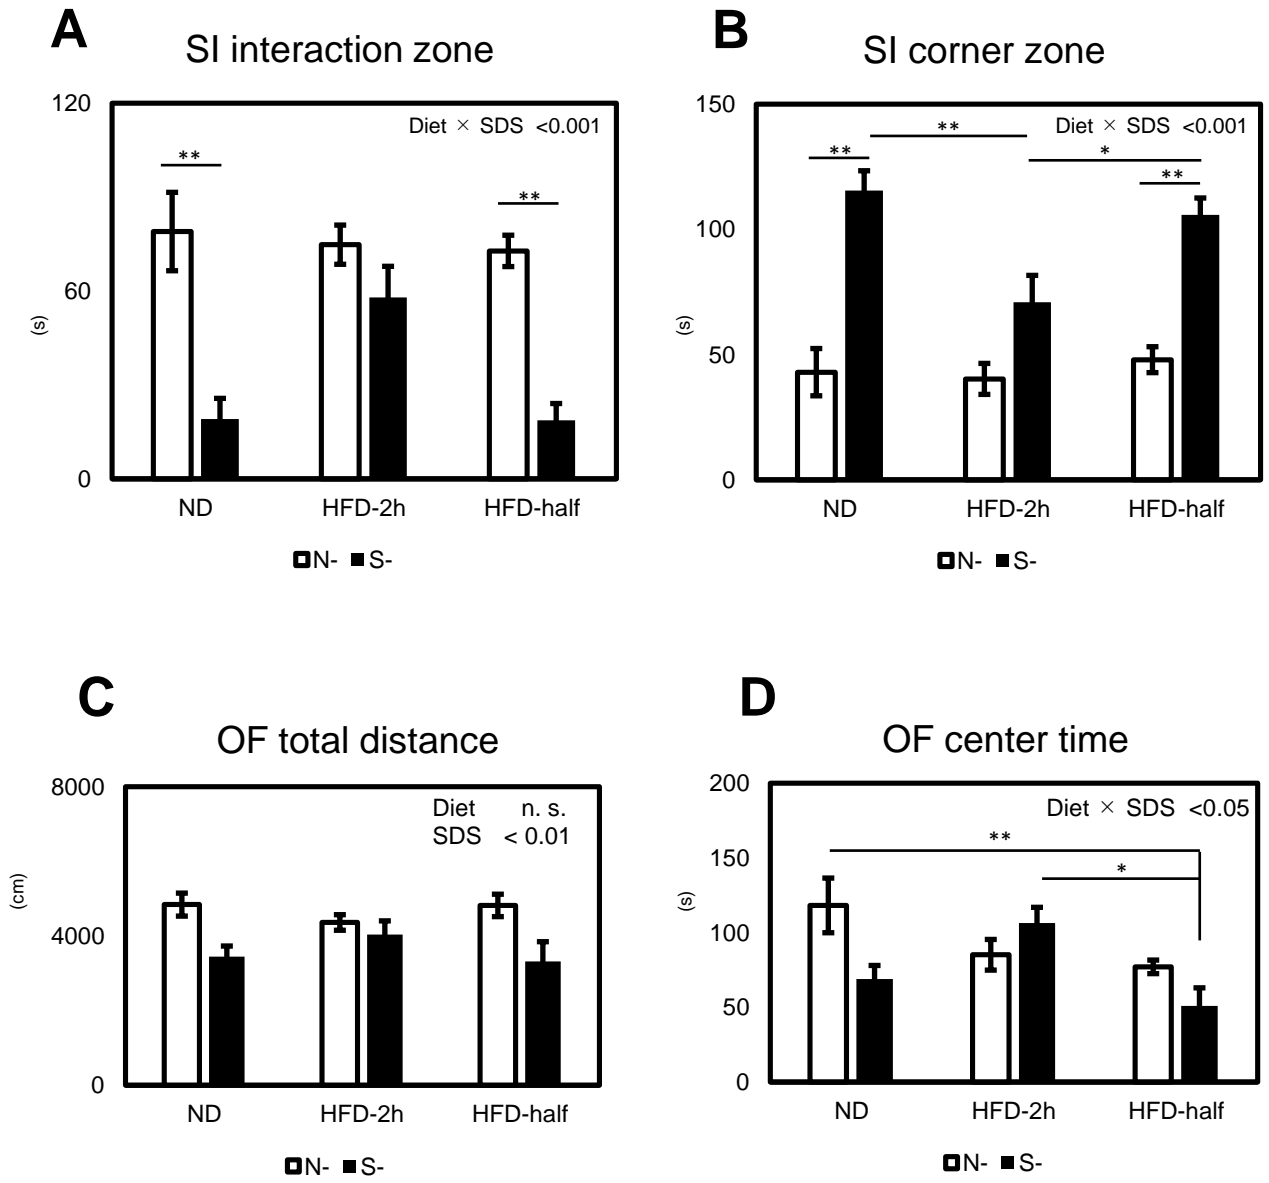 A
SI interaction zone
120
Diet × SDS <0.001
**
**
60
(s)
0
ND HFD-2h HFD-half
N- S-
B
SI corner zone
150
Diet × SDS <0.001
**
**
*
**
100
50
(s)
0
ND HFD-2h HFD-half
N- S-
C
OF total distance
8000
Diet n. s.
SDS < 0.01
(cm)
4000
0
ND HFD-2h HFD-half
N- S-
D
OF center time
200
Diet × SDS <0.05
**
150
*
(s)
100
50
0
ND HFD-2h HFD-half
N- S-